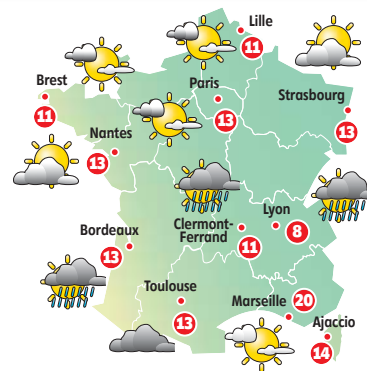 Lille
11
Brest
11
Paris
13
Strasbourg
13
Nantes
13
Clermont-
Ferrand
11
Lyon
8
Bordeaux
13
Toulouse
13
Marseille 20
Ajaccio
14